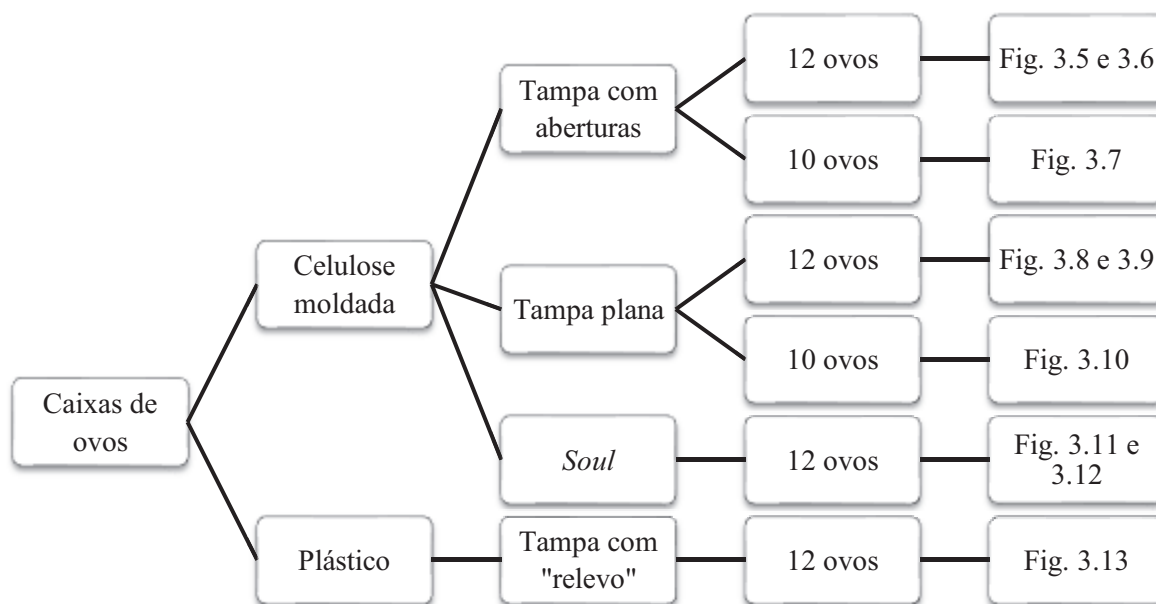 Caixas de
ovos
Celulose
moldada
Plástico
Tampa com
aberturas
Tampa plana
Soul
Tampa com
"relevo"
12 ovos
10 ovos
12 ovos
10 ovos
12 ovos
12 ovos
Fig. 3.5 e 3.6
Fig. 3.7
Fig. 3.8 e 3.9
Fig. 3.10
Fig. 3.11 e
3.12
Fig. 3.13